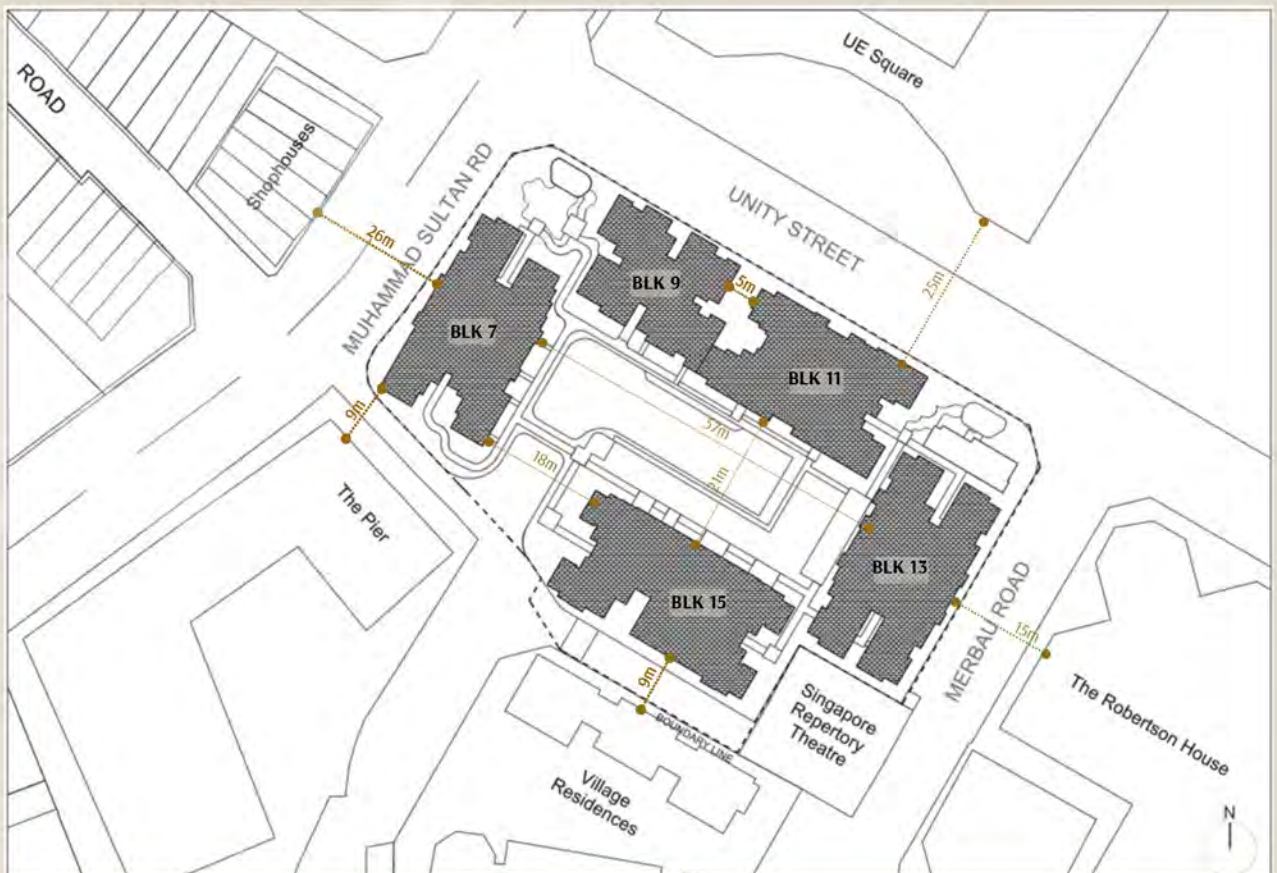 ROAD
Shophouses
UE Square
MUHAMMAD SULTAN RD
UNITY STREET
26m
25m
BLK 9
5m
BLK 7
BLK 11
9m
57m
18m
21m
The Pier
BLK 13
BLK 15
MERBAU ROAD
15m
9m
BOUNDARY LINE
Singapore
Repertory
Theatre
The Robertson House
Village
Residences
N